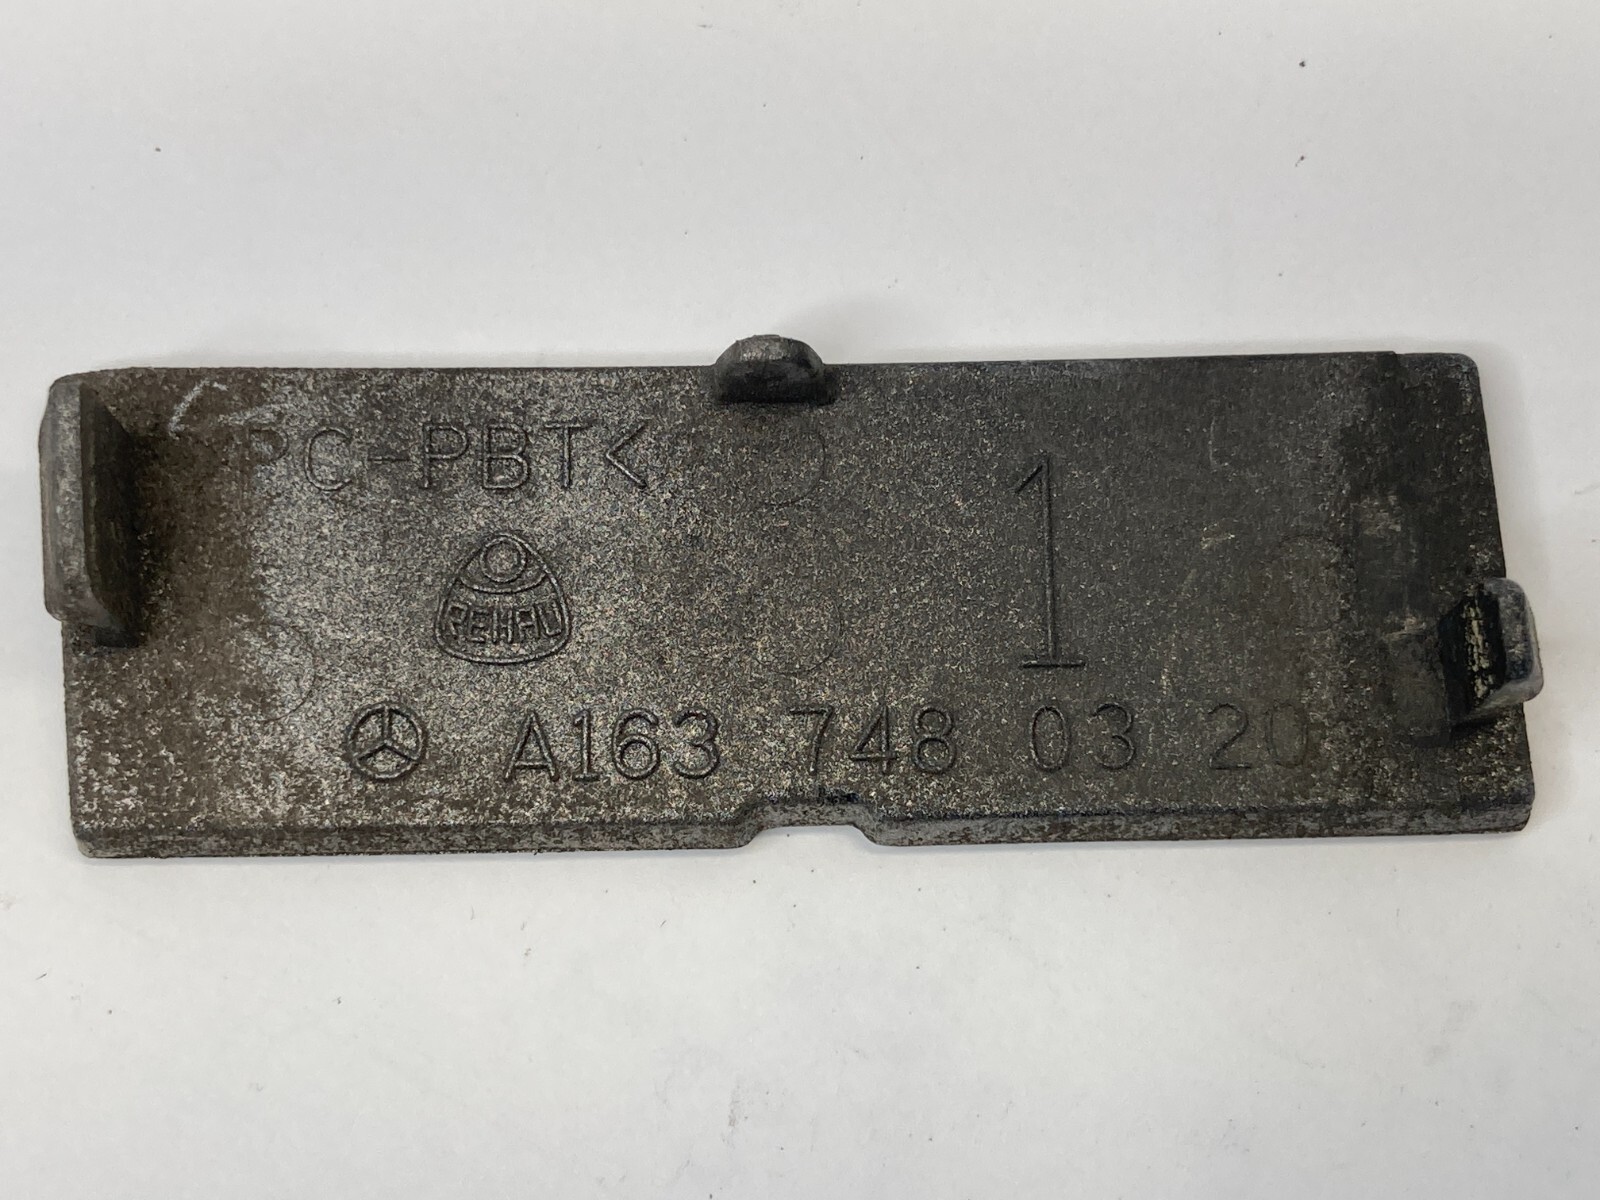 PC-PBT<
1
REHAU
A163 748 03 20